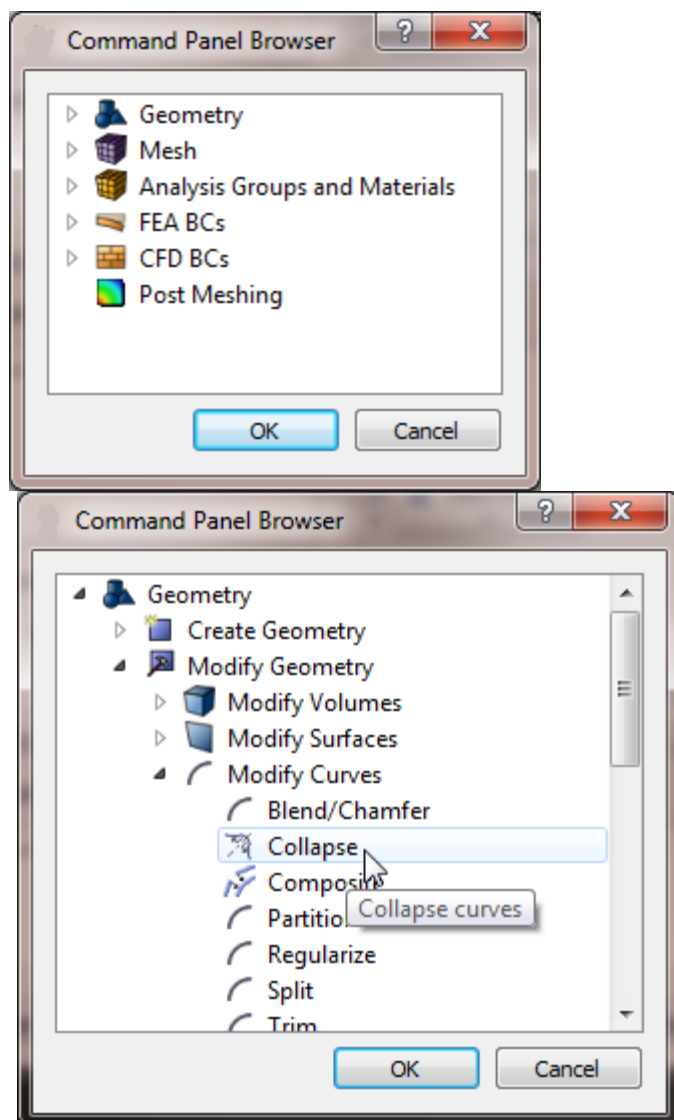 Command Panel Browser
Geometry
Mesh
Analysis Groups and Materials
FEA BCs
CFD BCs
Post Meshing
OK Cancel
Command Panel Browser
Geometry
Create Geometry
Modify Geometry
Modify Volumes
Modify Surfaces
Modify Curves
Blend/Chamfer
Collapse
Collapse curves
Regularize
Split
Trim
OK Cancel